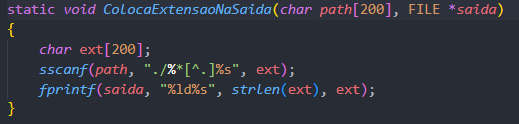 static void ColocaExtensaoNaSaida(char path[200], FILE *saida)
{
char ext[200];
sscanf(path, "./%*[^.]%s", ext);
fprintf(saida, "%ld%s", strlen(ext), ext);
}